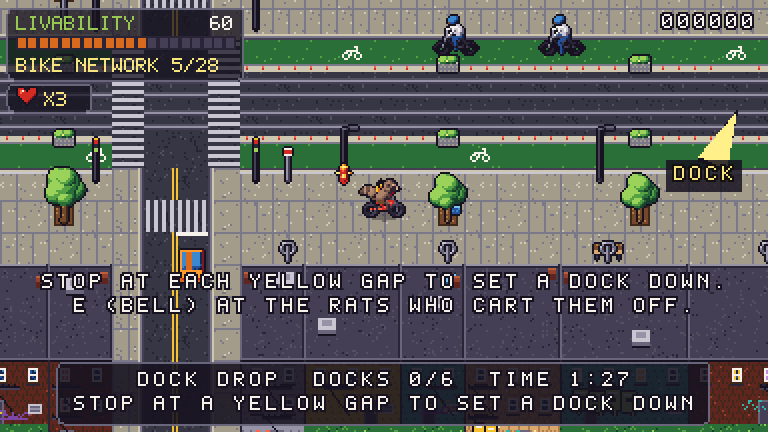 LIVABILITY 60
000000
BIKE NETWORK 5/28
X3
DOCK
STOP AT EACH YELLOW GAP TO SET A DOCK DOWN.
E (BELL) AT THE RATS WHO CART THEM OFF.
DOCK DROP DOCKS 0/6 TIME 1:27
STOP AT A YELLOW GAP TO SET A DOCK DOWN